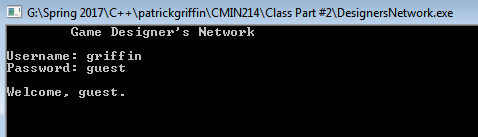 G:\Spring 2017\C++\patrickgriffin\CMIN214\Class Part #2\DesignersNetwork.exe
Game Designer's Network
Username: griffin
Password: guest
Welcome, guest.